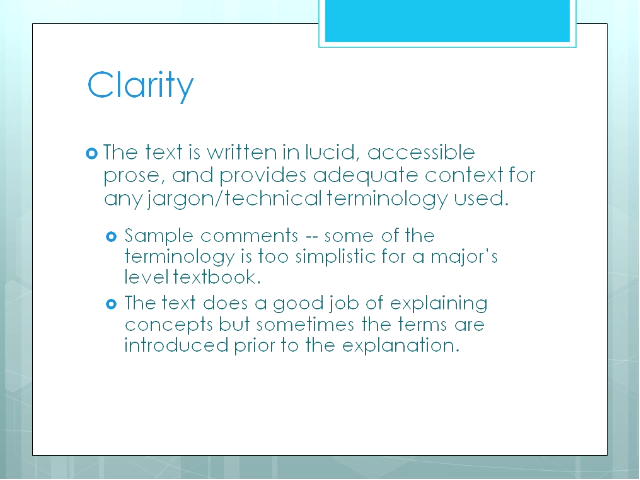 Clarity
The text is written in lucid, accessible
prose, and provides adequate context for
any jargon/technical terminology used.
Sample comments -- some of the
terminology is too simplistic for a major's
level textbook.
The text does a good job of explaining
concepts but sometimes the terms are
introduced prior to the explanation.